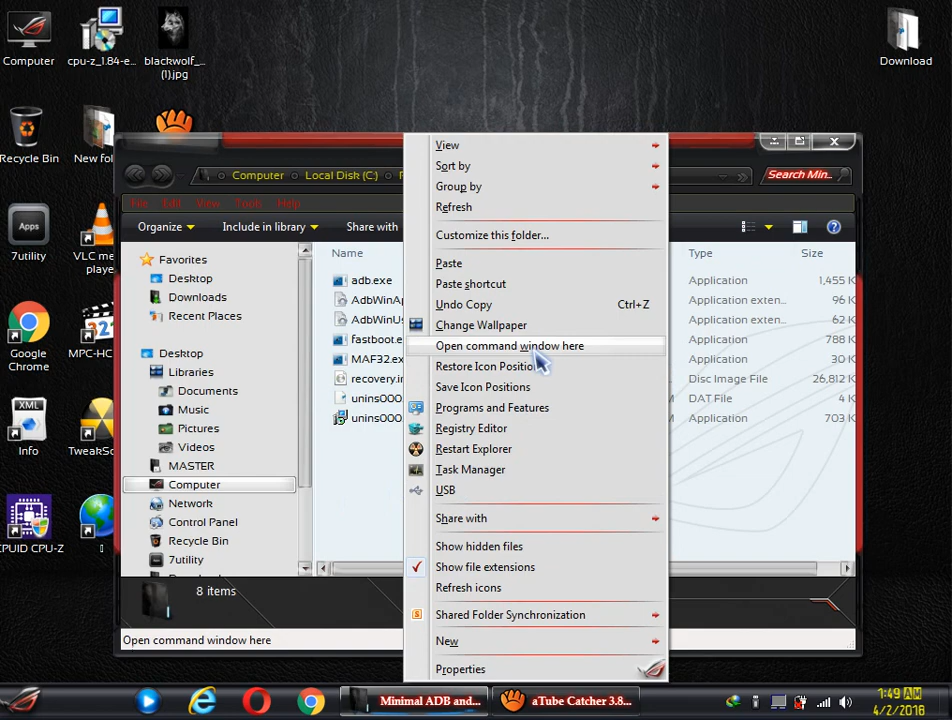 Computer
cpu-z_1.84-e...
blackwolf_...
(1).jpg
Download
Recycle Bin
New fol
Computer
Local Disk (C:)
Search Min...
File
Edit
View
Tools
Help
Organize
Include in library
Share with
Apps
7utility
VLC me
playe
Google
Chrome
MPC-HC
XML
Info
TweakSc
CPUID CPU-Z
Favorites
Desktop
Downloads
Recent Places
Desktop
Libraries
Documents
Music
Pictures
Videos
MASTER
Computer
Network
Control Panel
Recycle Bin
7utility
Name
adb.exe
AdbWinAp
AdbWinUs
fastboot.e
MAF32.ex
recovery.in
unins000.
unins000
Type
Size
Application
1,455 K
Application exten...
96 K
Application exten...
62 K
Application
788 K
Application
K
Disc Image File
26,812 K
DAT File
4 K
Application
703 K
View
Sort by
Group by
Refresh
Customize this folder...
Paste
Paste shortcut
Undo Copy
Ctrl+Z
Change Wallpaper
Open command window here
Restore Icon Positio
Save Icon Positions
Programs and Features
Registry Editor
Restart Explorer
Task Manager
USB
Share with
Show hidden files
Show file extensions
Refresh icons
Shared Folder Synchronization
New
Properties
8 items
Open command window here
Minimal ADB and...
aTube Catcher 3.8...
1:49 AM
4/2/2018